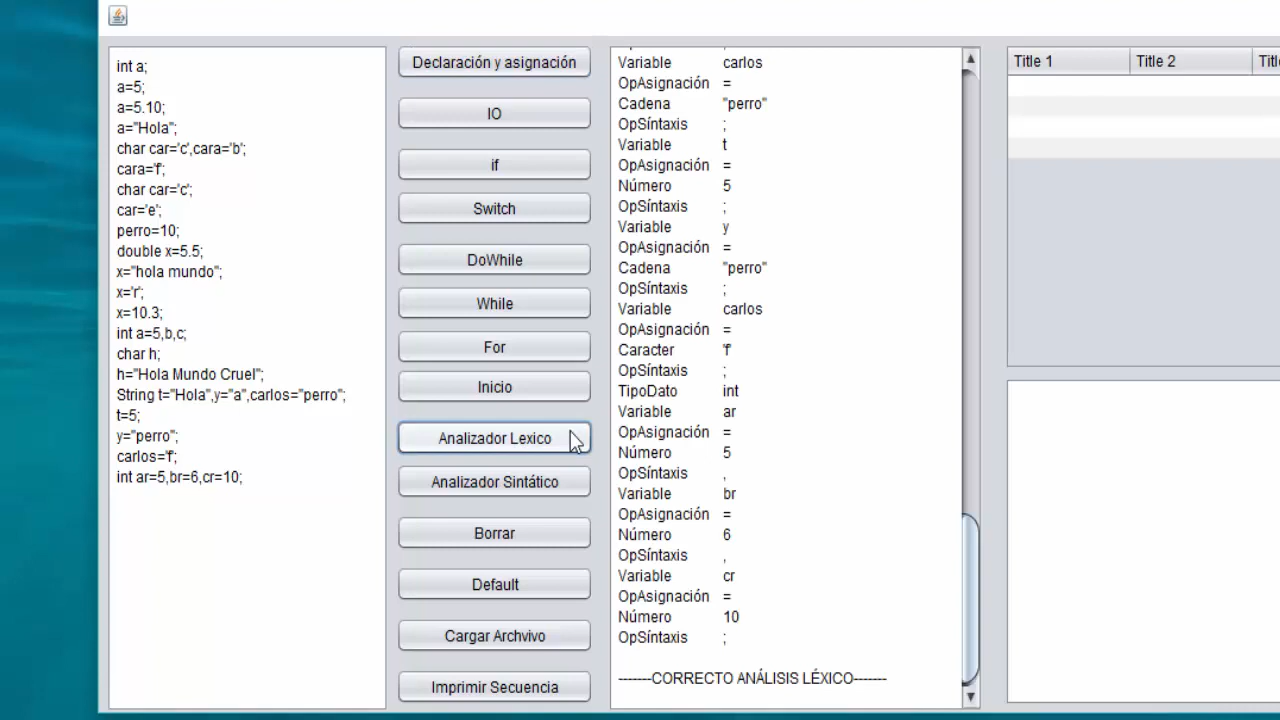 int a;
a=5;
a=5.10;
a="Hola";
char car='c',cara='b';
cara='f';
char car='c';
car='e';
perro=10;
double x=5.5;
x="hola mundo";
x='r';
x=10.3;
int a=5,b,c;
char h;
h="Hola Mundo Cruel";
String t="Hola",y="a",carlos="perro";
t=5;
y="perro";
carlos='f';
int ar=5,br=6,cr=10;
Declaración y asignación
IO
if
Switch
DoWhile
While
For
Inicio
Analizador Lexico
Analizador Sintático
Borrar
Default
Cargar Archvivo
Imprimir Secuencia
Variable carlos
OpAsignación =
Cadena "perro"
OpSíntaxis ;
Variable t
OpAsignación =
Número 5
OpSíntaxis ;
Variable y
OpAsignación =
Cadena "perro"
OpSíntaxis ;
Variable carlos
OpAsignación =
Caracter 'f'
OpSíntaxis ;
TipoDato int
Variable ar
OpAsignación =
Número 5
OpSíntaxis ,
Variable br
OpAsignación =
Número 6
OpSíntaxis ,
Variable cr
OpAsignación =
Número 10
OpSíntaxis ;
-------CORRECTO ANÁLISIS LÉXICO-------
Title 1 Title 2